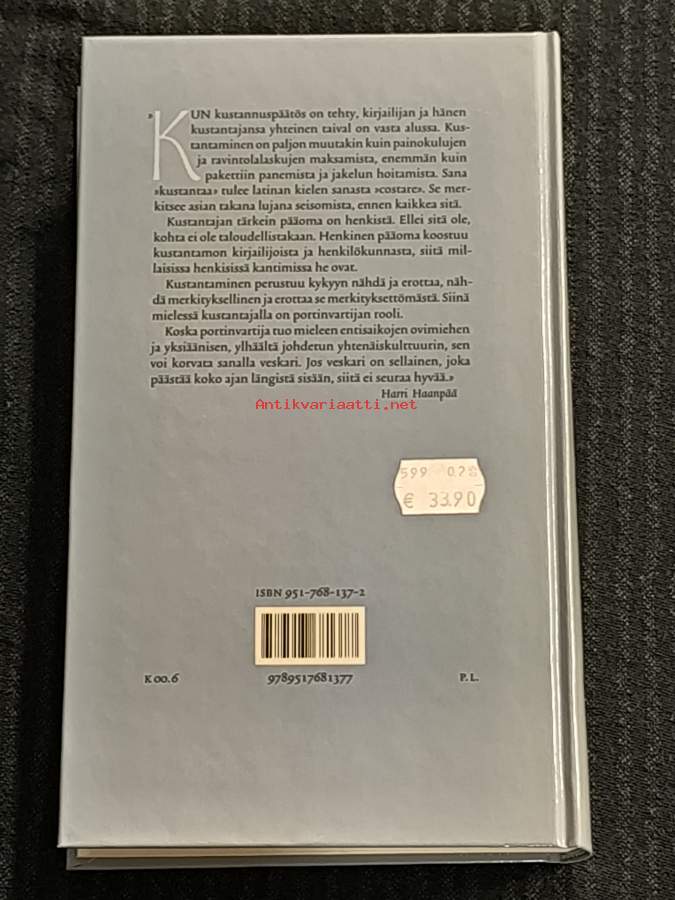 »KUN kustannuspäätös on tehty, kirjailijan ja hänen
kustantajansa yhteinen taival on vasta alussa. Kus-
tantaminen on paljon muutakin kuin painokulujen
ja ravintolalaskujen maksamista, enemmän kuin
pakettiin panemista ja jakelun hoitamista. Sana
»kustantaa» tulee latinan kielen sanasta »costare». Se mer-
kitsee asian takana lujana seisomista, ennen kaikkea sitä.
Kustantajan tärkein pääoma on henkistä. Ellei sitä ole,
kohta ei ole taloudellistakaan. Henkinen pääoma koostuu
kustantamon kirjailijoista ja henkilökunnasta, siitä mil-
laisissa henkisissä kantimissa he ovat.
Kustantaminen perustuu kykyyn nähdä ja erottaa, näh-
dä merkityksellinen ja erottaa se merkityksettömästä. Siinä
mielessä kustantajalla on portinvartijan rooli.
Koska portinvartija tuo mieleen entisaikojen ovimiehen
ja yksiäänisen, ylhäältä johdetun yhtenäiskulttuurin, sen
voi korvata sanalla veskari. Jos veskari on sellainen, joka
päästää koko ajan längistä sisään, siitä ei seuraa hyvää.»
Harri Haanpää
Antikvariaatti.net
599 0.28
€ 33.90
ISBN 951-768-137-2
K 00.6
9789517681377
P. L.